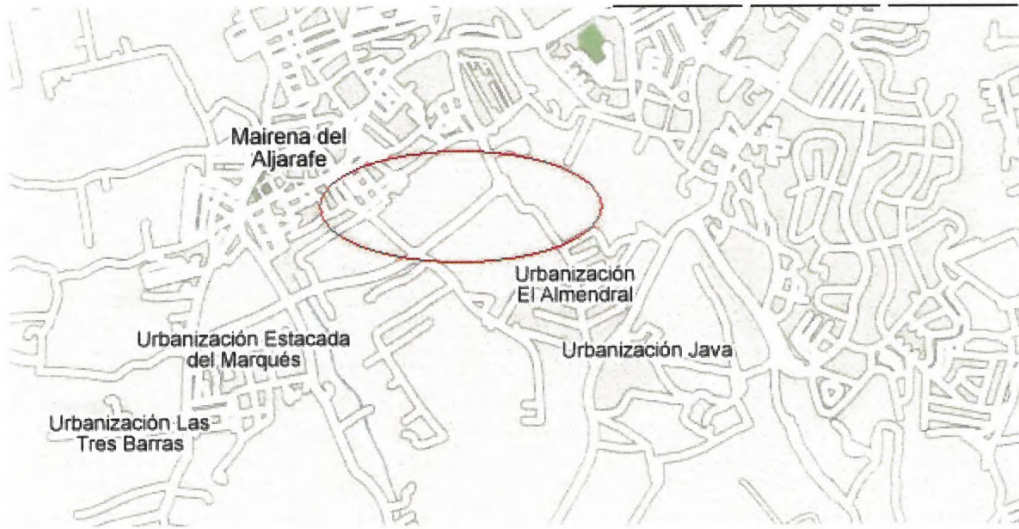 Mairena del
Aljarafe
Urbanización
El Almendral
Urbanización Estacada
del Marqués
Urbanización Java
Urbanización Las
Tres Barras